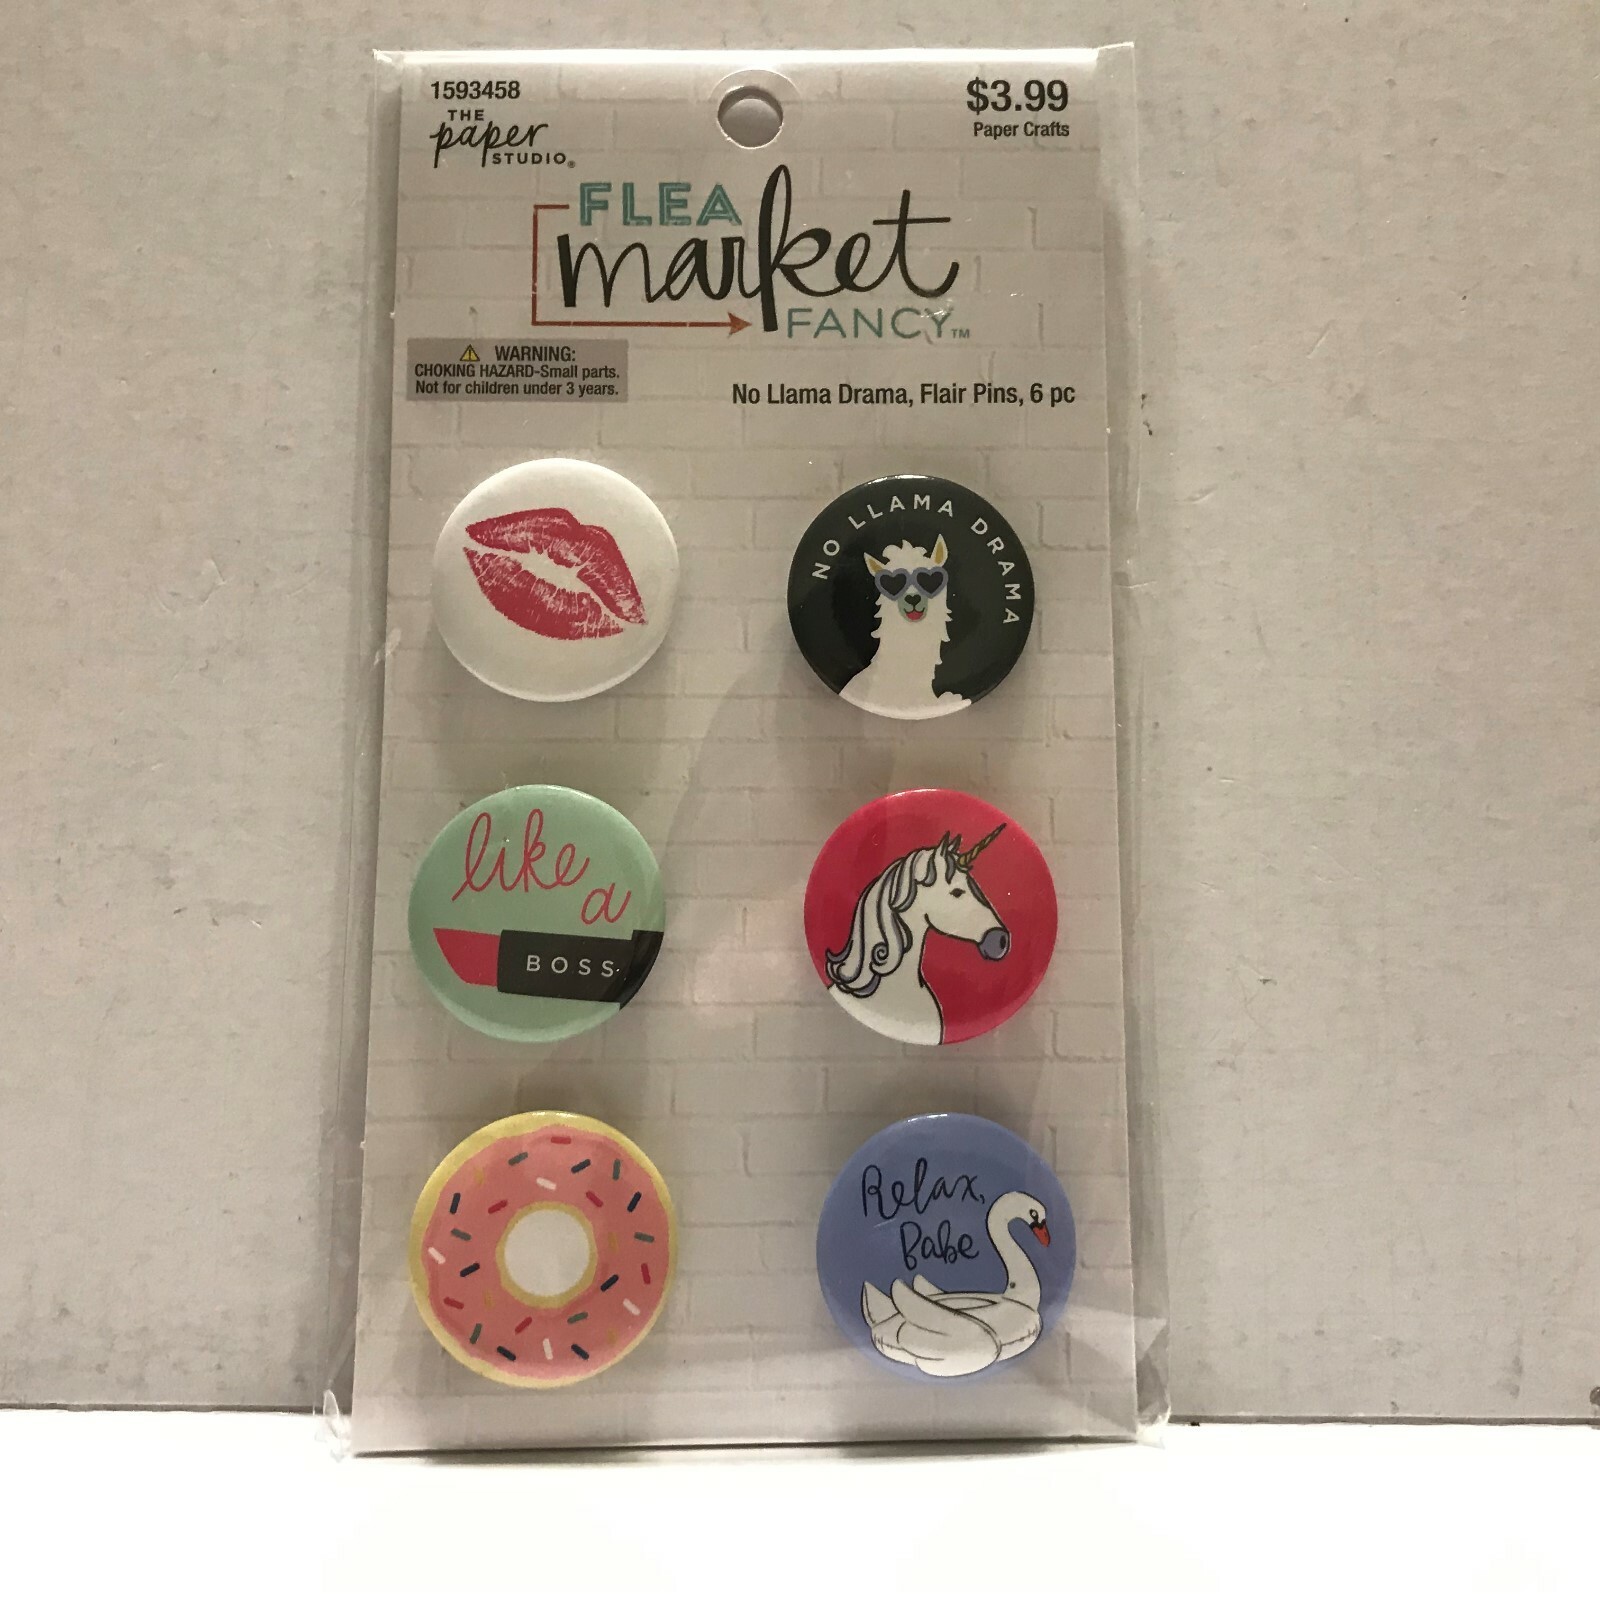 1593458
THE
paper
STUDIO®
$3.99
Paper Crafts
FLEA
market
FANCY™
WARNING:
CHOKING HAZARD-Small parts.
Not for children under 3 years.
No Llama Drama, Flair Pins, 6 pc
NO LLAMA DRAMA
like
a
BOSS
Relax,
Babe